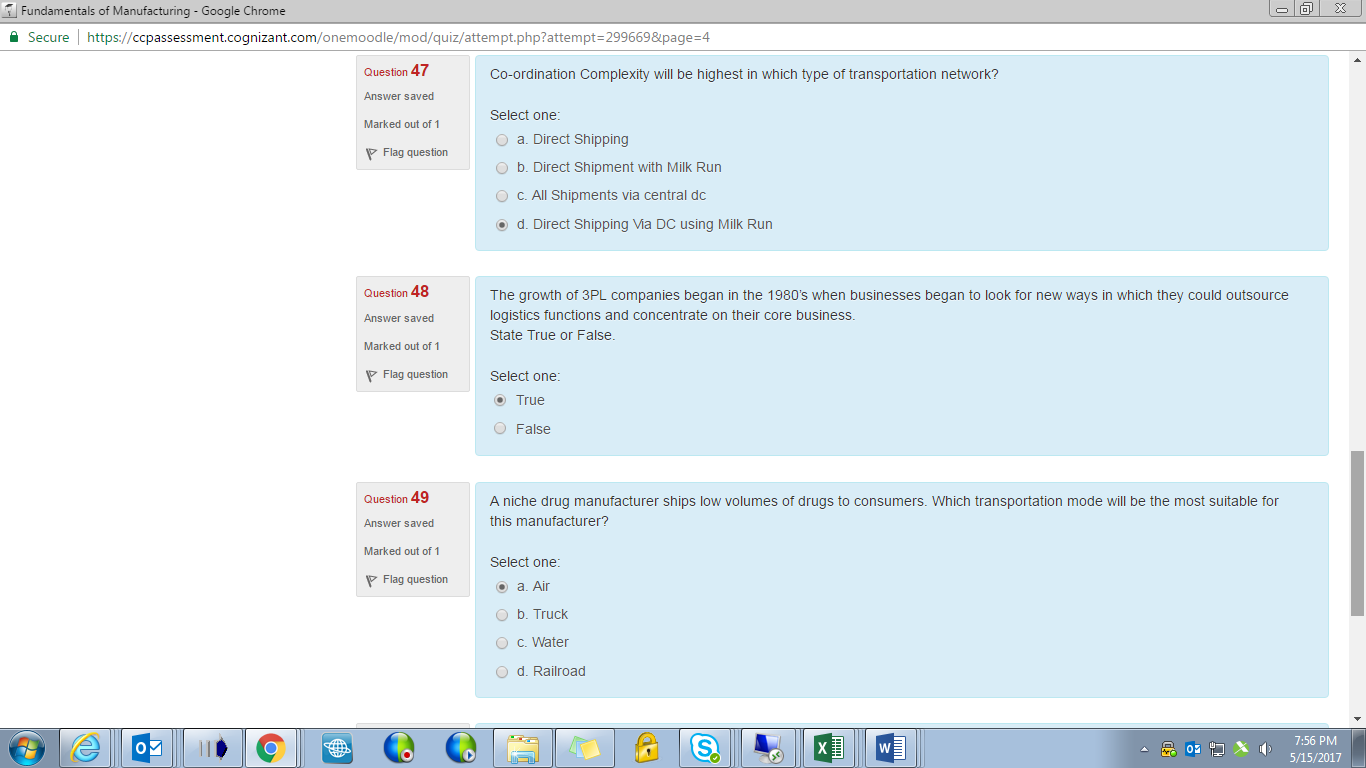 Fundamentals of Manufacturing - Google Chrome
Secure https://ccpassessment.cognizant.com/onemoodle/mod/quiz/attempt.php?attempt=299669&page=4
Question 47
Answer saved
Marked out of 1
Flag question
Co-ordination Complexity will be highest in which type of transportation network?
Select one:
a. Direct Shipping
b. Direct Shipment with Milk Run
c. All Shipments via central dc
d. Direct Shipping Via DC using Milk Run
Question 48
Answer saved
Marked out of 1
Flag question
The growth of 3PL companies began in the 1980's when businesses began to look for new ways in which they could outsource
logistics functions and concentrate on their core business.
State True or False.
Select one:
True
False
Question 49
Answer saved
Marked out of 1
Flag question
A niche drug manufacturer ships low volumes of drugs to consumers. Which transportation mode will be the most suitable for
this manufacturer?
Select one:
a. Air
b. Truck
c. Water
d. Railroad
7:56 PM
5/15/2017